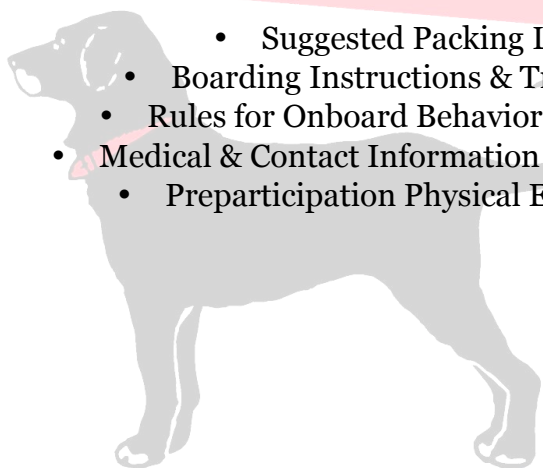 • Suggested Packing
• Boarding Instructions &
• Rules for Onboard Behavior
• Medical & Contact Information
• Preparticipation Physical